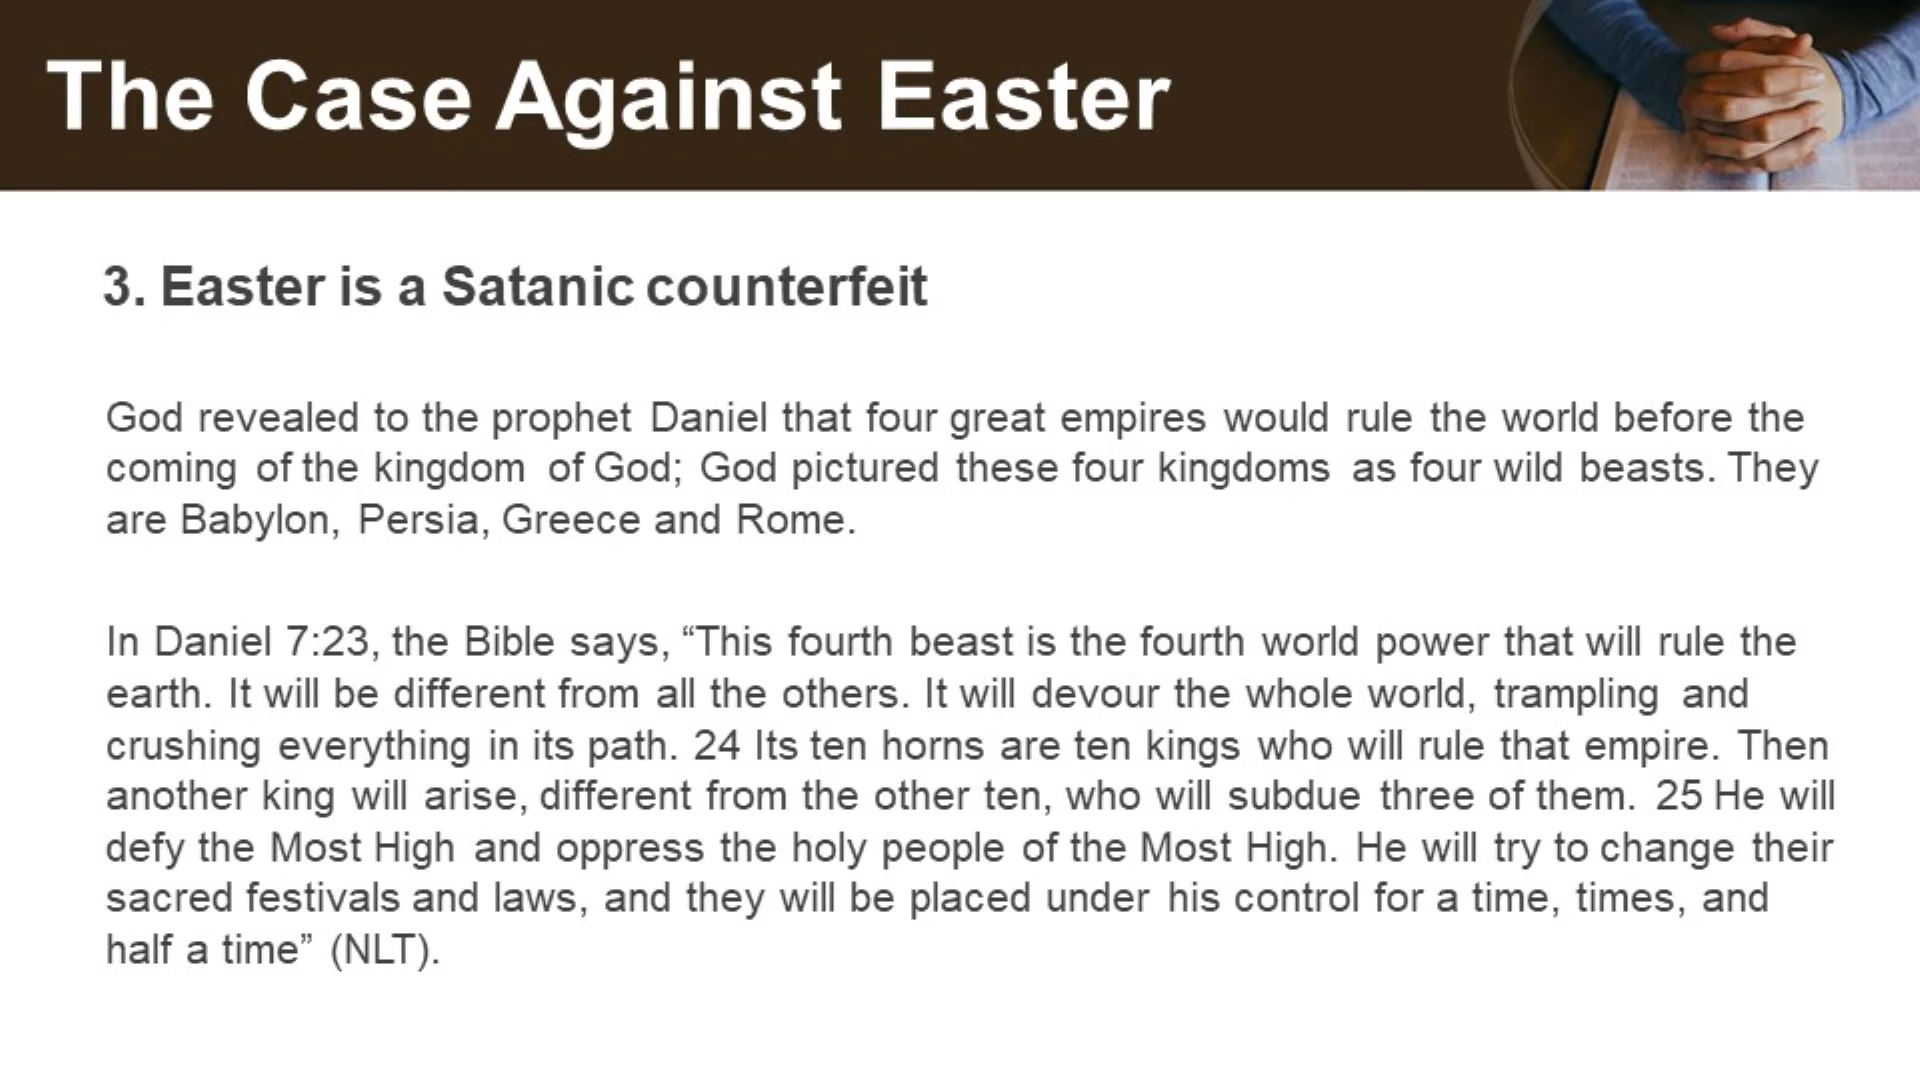 The Case Against Easter
3. Easter is a Satanic counterfeit
God revealed to the prophet Daniel that four great empires would rule the world before the
coming of the kingdom of God; God pictured these four kingdoms as four wild beasts. They
are Babylon, Persia, Greece and Rome.
In Daniel 7:23, the Bible says, “This fourth beast is the fourth world power that will rule the
earth. It will be different from all the others. It will devour the whole world, trampling and
crushing everything in its path. 24 Its ten horns are ten kings who will rule that empire. Then
another king will arise, different from the other ten, who will subdue three of them. 25 He will
defy the Most High and oppress the holy people of the Most High. He will try to change their
sacred festivals and laws, and they will be placed under his control for a time, times, and
half a time” (NLT).